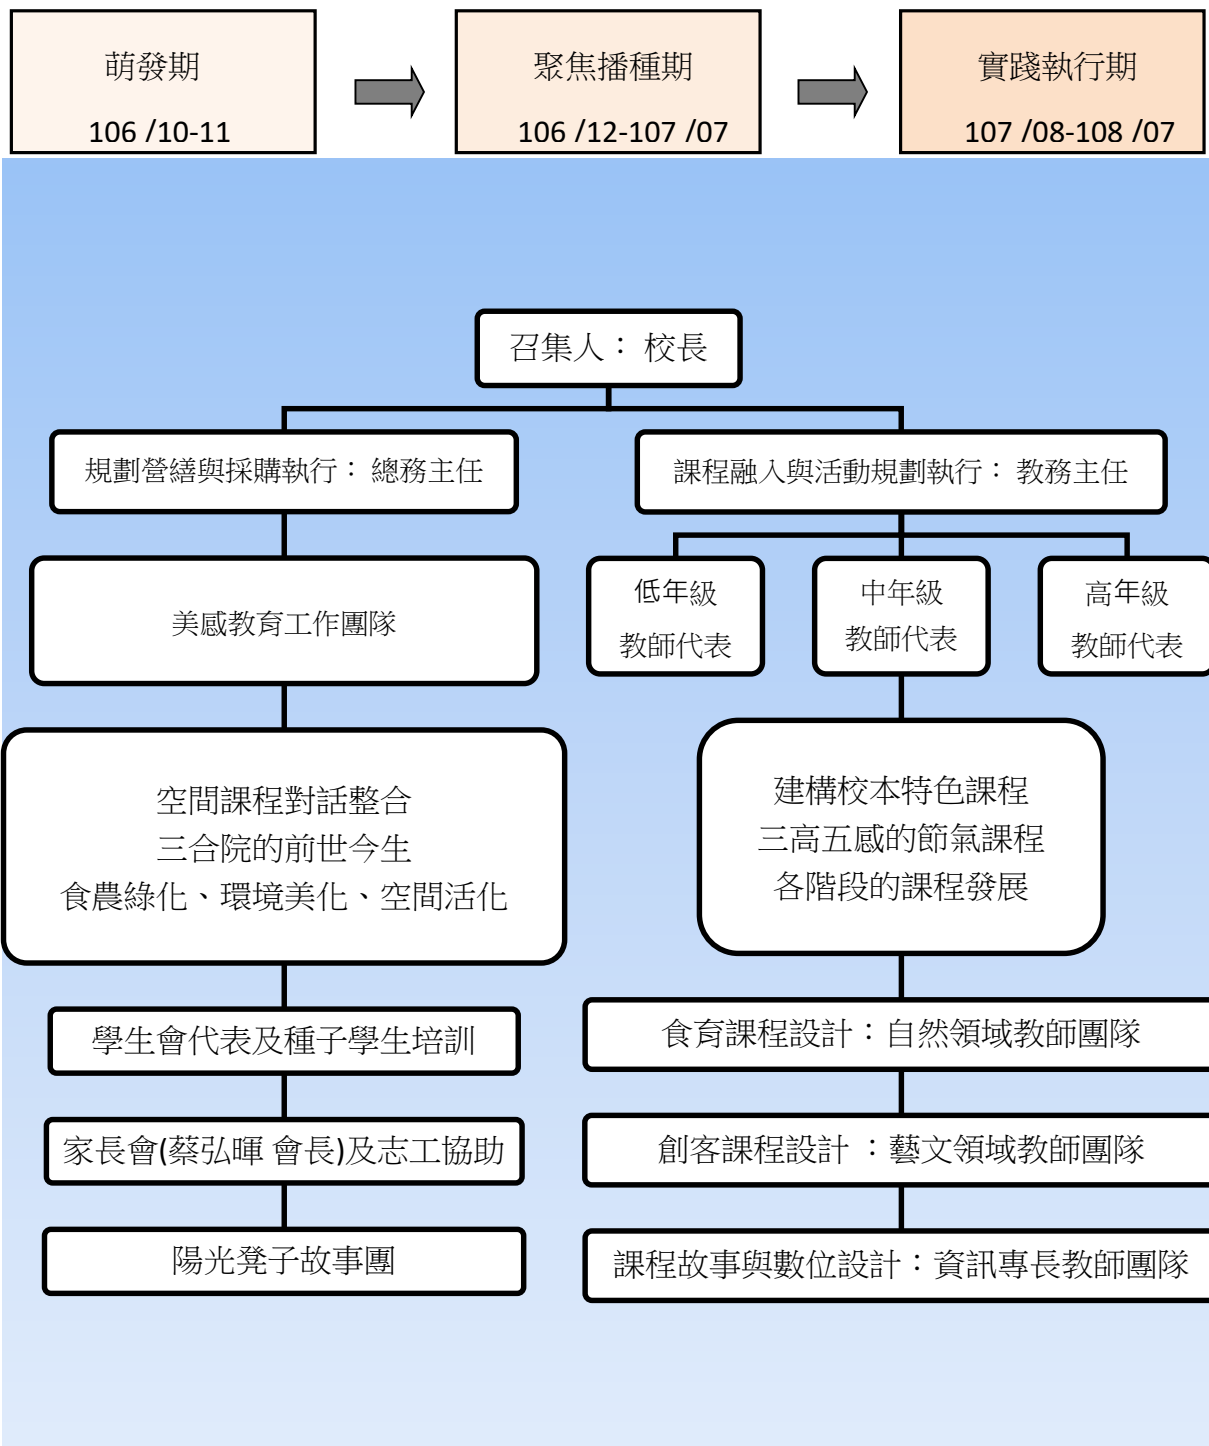 萌發期
106 /10-11
聚焦播種期
106 /12-107 /07
實踐執行期
107 /08-108 /07
召集人： 校長
規劃營繕與採購執行： 總務主任
課程融入與活動規劃執行： 教務主任
美感教育工作團隊
低年級
教師代表
中年級
教師代表
高年級
教師代表
空間課程對話整合
三合院的前世今生
食農綠化、環境美化、空間活化
建構校本特色課程
三高五感的節氣課程
各階段的課程發展
學生會代表及種子學生培訓
食育課程設計：自然領域教師團隊
家長會(蔡弘暉 會長)及志工協助
創客課程設計 ：藝文領域教師團隊
陽光凳子故事團
課程故事與數位設計：資訊專長教師團隊